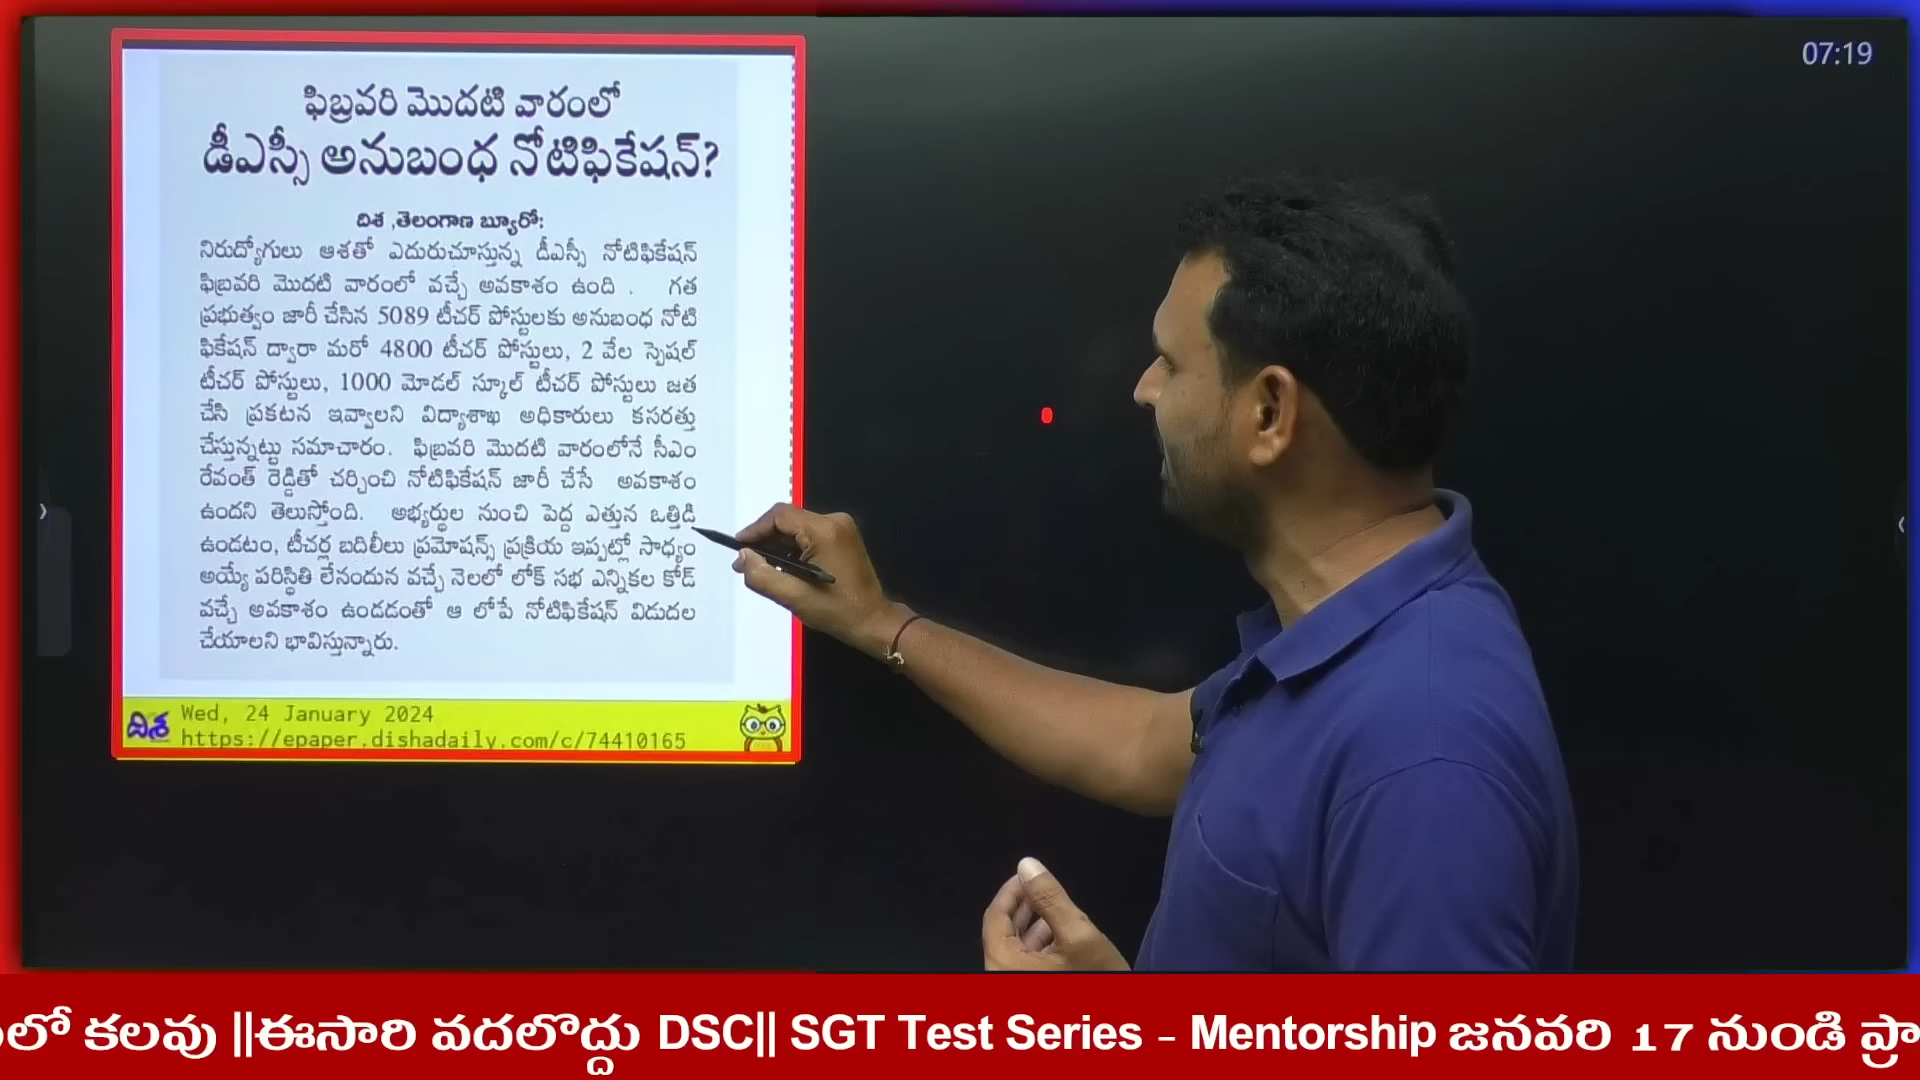 07:19
ఫిబ్రవరి మొదటి వారంలో
డీఎస్సీ అనుబంధ నోటిఫికేషన్?
దిశ ,తెలంగాణ బ్యూరో:
నిరుద్యోగులు ఆశతో ఎదురుచూస్తున్న డీఎస్సీ నోటిఫికేషన్
ఫిబ్రవరి మొదటి వారంలో వచ్చే అవకాశం ఉంది . గత
ప్రభుత్వం జారీ చేసిన 5089 టీచర్ పోస్టులకు అనుబంధ నోటి
ఫికేషన్ ద్వారా మరో 4800 టీచర్ పోస్టులు, 2 వేల స్పెషల్
టీచర్ పోస్టులు, 1000 మోడల్ స్కూల్ టీచర్ పోస్టులు జత
చేసి ప్రకటన ఇవ్వాలని విద్యాశాఖ అధికారులు కసరత్తు
చేస్తున్నట్టు సమాచారం. ఫిబ్రవరి మొదటి వారంలోనే సీఎం
రేవంత్ రెడ్డితో చర్చించి నోటిఫికేషన్ జారీ చేసే అవకాశం
ఉందని తెలుస్తోంది. అభ్యర్థుల నుంచి పెద్ద ఎత్తున ఒత్తిడి
ఉండటం, టీచర్ల బదిలీలు ప్రమోషన్స్ ప్రక్రియ ఇప్పట్లో సాధ్యం
అయ్యే పరిస్థితి లేనందున వచ్చే నెలలో లోక్ సభ ఎన్నికల కోడ్
వచ్చే అవకాశం ఉండడంతో ఆ లోపే నోటిఫికేషన్ విడుదల
చేయాలని భావిస్తున్నారు.
దిశ
Wed, 24 January 2024
https://epaper.dishadaily.com/c/74410165
లో కలవు ||ఈసారి వదలొద్దు DSC|| SGT Test Series - Mentorship జనవరి 17 నుండి ప్రా